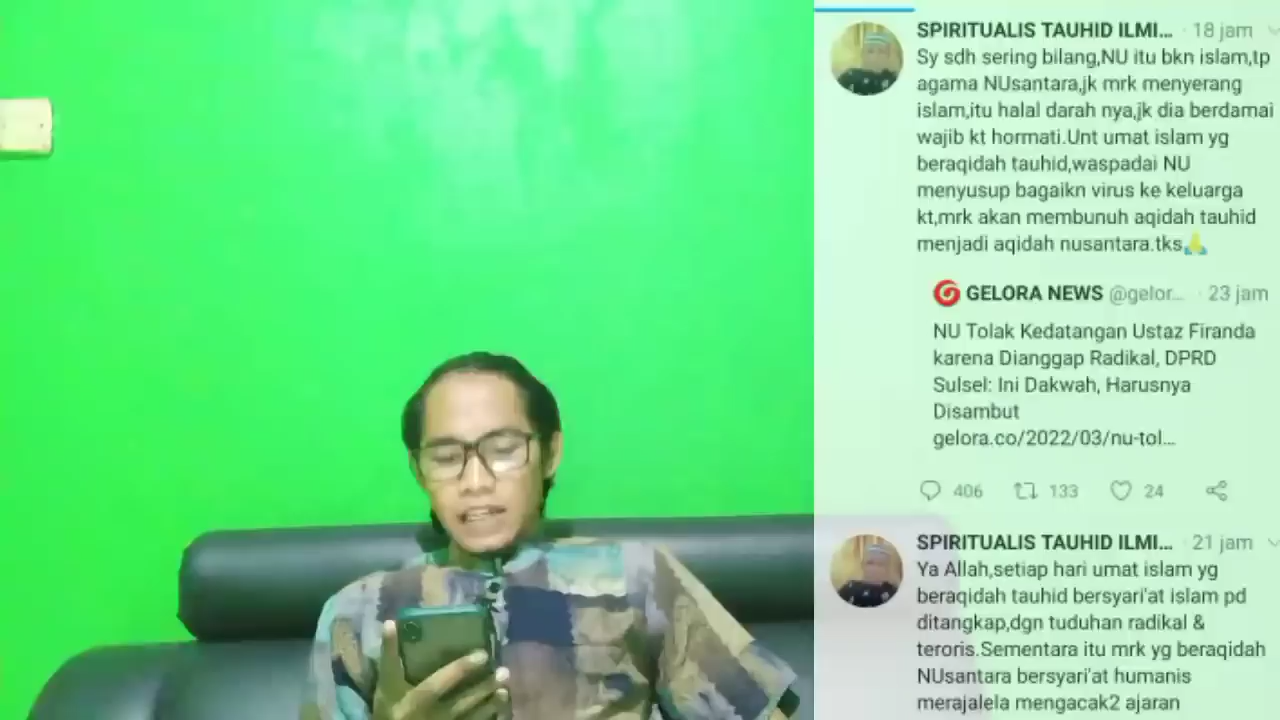 SPIRITUALIS TAUHID ILMI... · 18 jam
Sy sdh sering bilang,NU itu bkn islam,tp
agama NUsantara,jk mrk menyerang
islam,itu halal darah nya,jk dia berdamai
wajib kt hormati.Unt umat islam yg
beraqidah tauhid,waspadai NU
menyusup bagaikn virus ke keluarga
kt,mrk akan membunuh aqidah tauhid
menjadi aqidah nusantara.tks🙏
GELORA NEWS @gelor... · 23 jam
NU Tolak Kedatangan Ustaz Firanda
karena Dianggap Radikal, DPRD
Sulsel: Ini Dakwah, Harusnya
Disambut
gelora.co/2022/03/nu-tol...
406 133 24
SPIRITUALIS TAUHID ILMI... · 21 jam
Ya Allah,setiap hari umat islam yg
beraqidah tauhid bersyari'at islam pd
ditangkap,dgn tuduhan radikal &
teroris.Sementara itu mrk yg beraqidah
NUsantara bersyari'at humanis
merajalela mengacak2 ajaran